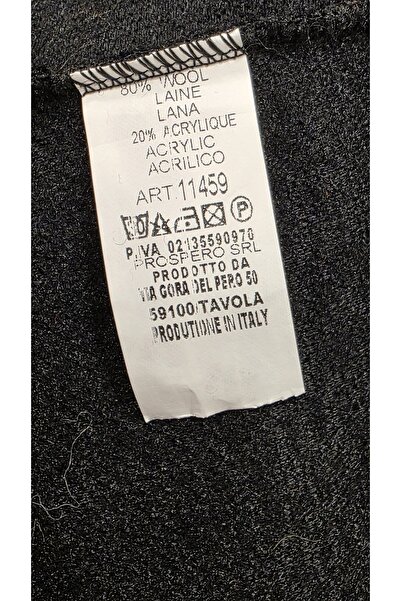 80% WOOL
LAINE
LANA
20% ACRYLIQUE
ACRYLIC
ACRILICO
ART.11459
P
P.IVA 02135590970
PROSPERO SRL
PRODOTTO DA
VIA GORA DEL PERO 50
59100/TAVOLA
PRODUTIONE IN ITALY